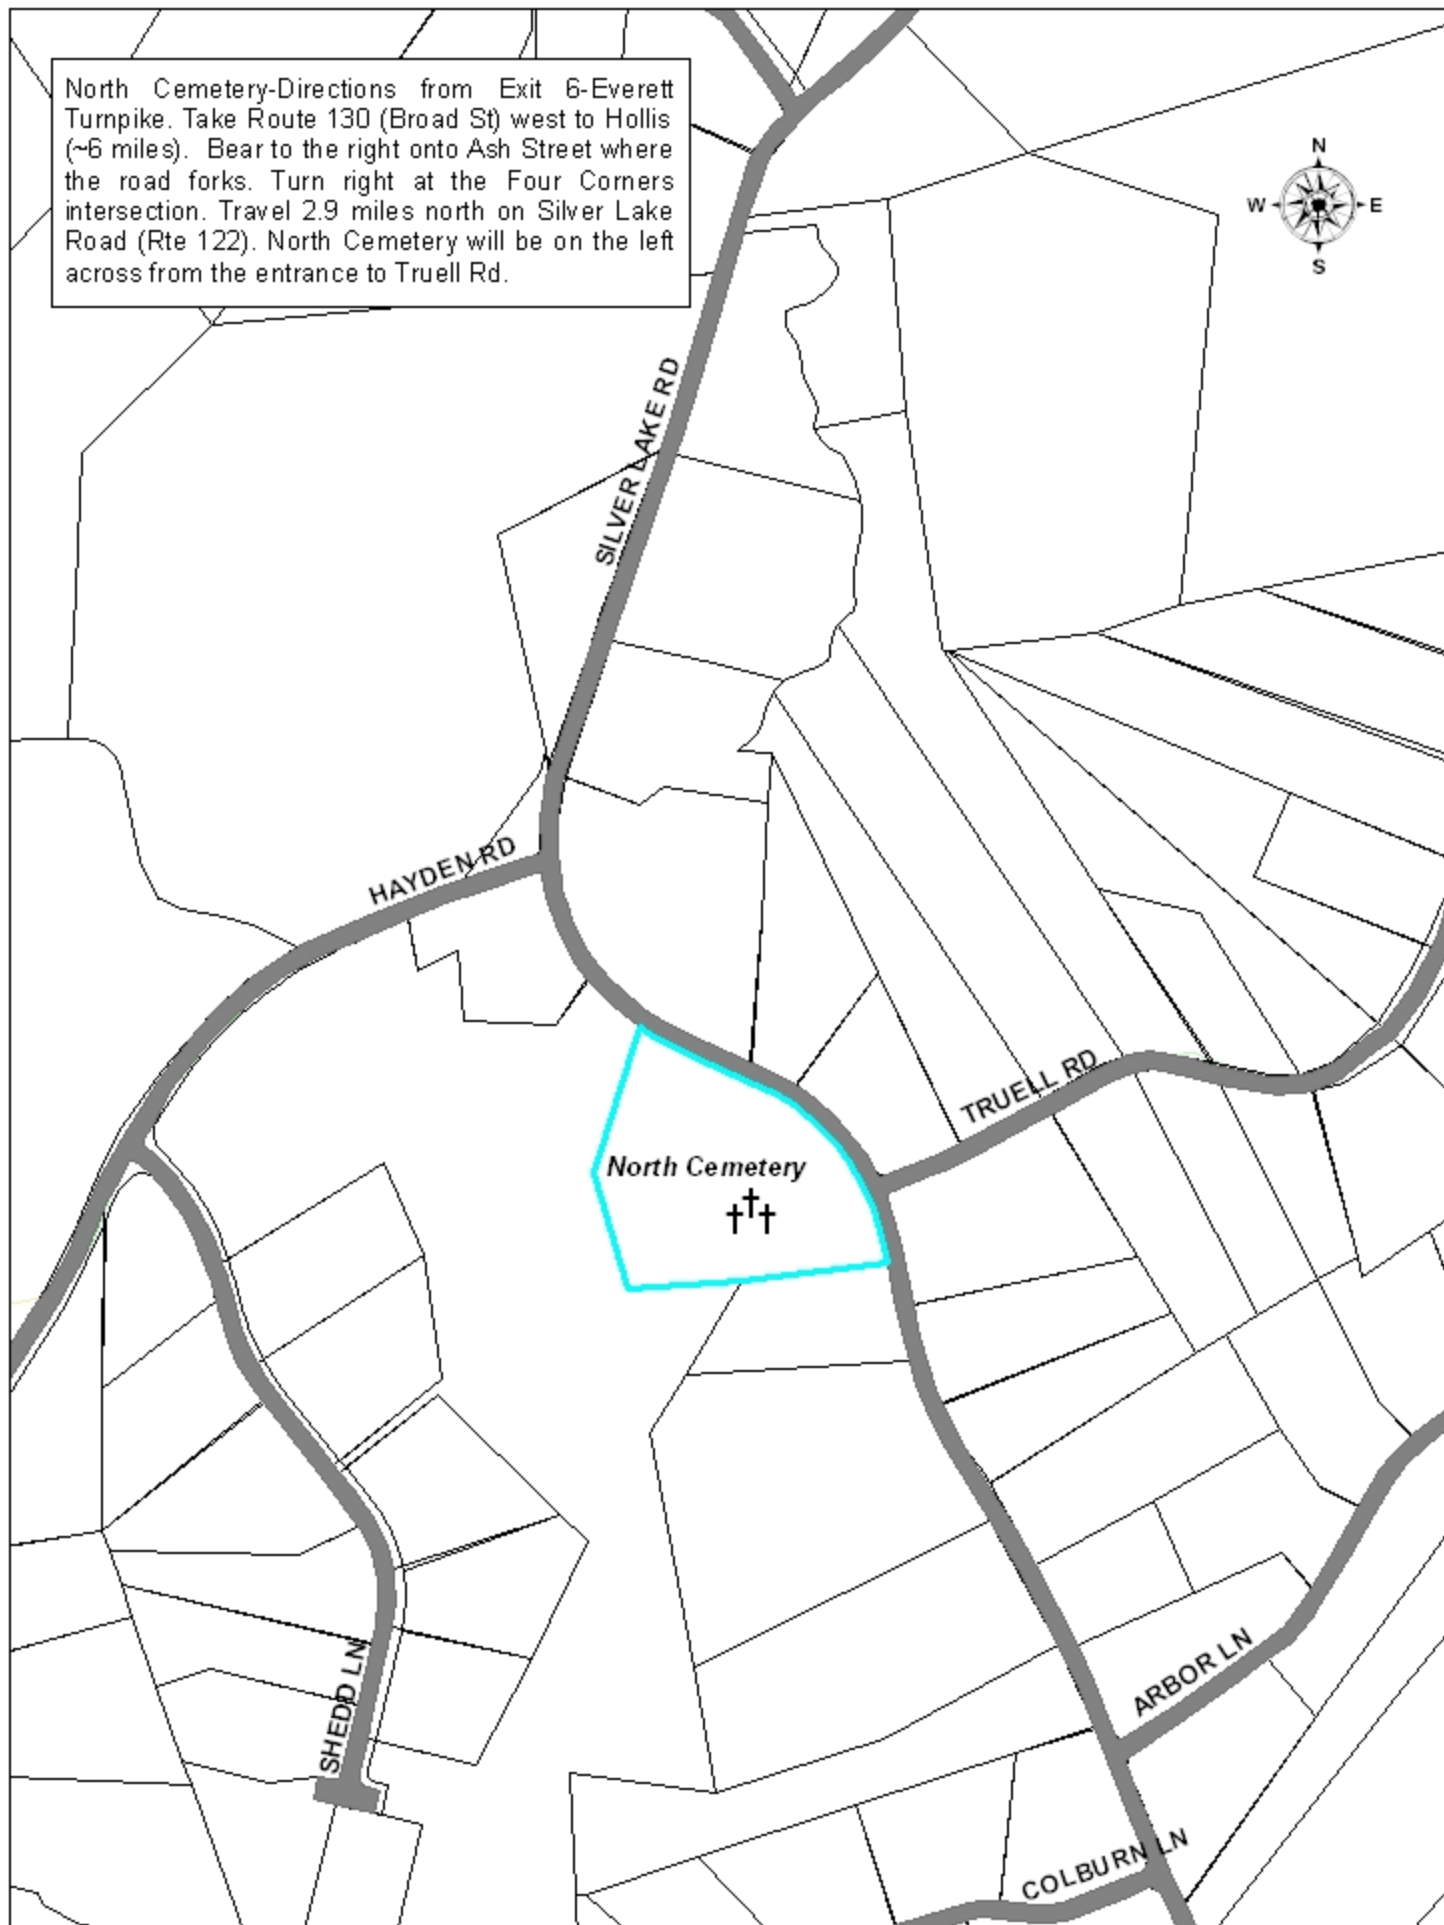 North Cemetery-Directions from Exit 6-Everett
Turnpike. Take Route 130 (Broad St) west to Hollis
(~6 miles). Bear to the right onto Ash Street where
the road forks. Turn right at the Four Corners
intersection. Travel 2.9 miles north on Silver Lake
Road (Rte 122). North Cemetery will be on the left
across from the entrance to Truell Rd.
N
W E
S
SILVER LAKE RD
HAYDEN RD
TRUELL RD
North Cemetery
SHEDD LN
ARBOR LN
COLBURN LN